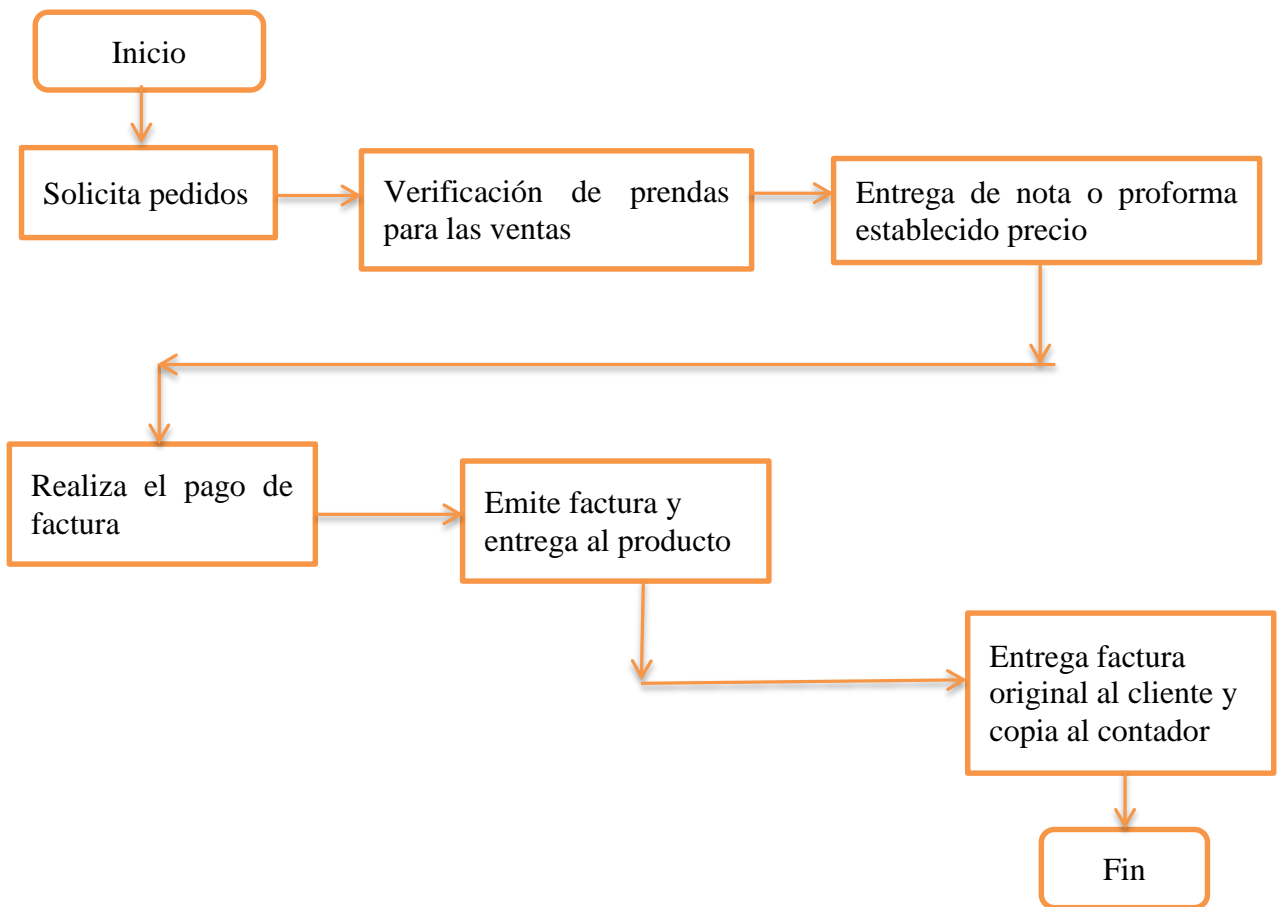 Inicio
Solicita pedidos
Verificación de prendas
para las ventas
Entrega de nota o proforma
establecido precio
Realiza el pago de
factura
Emite factura y
entrega al producto
Entrega factura
original al cliente y
copia al contador
Fin